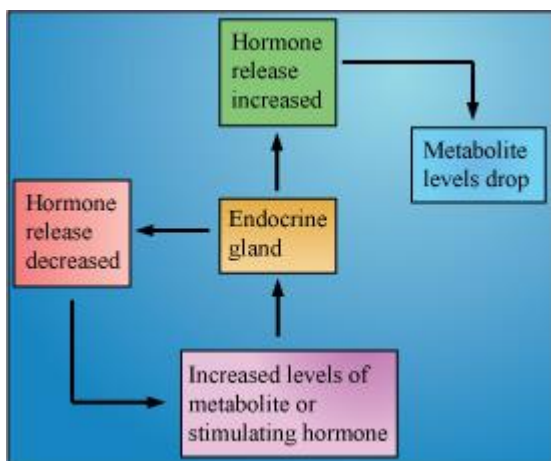 Hormone
release
increased
Metabolite
levels drop
Hormone
release
decreased
Endocrine
gland
Increased levels of
metabolite or
stimulating hormone